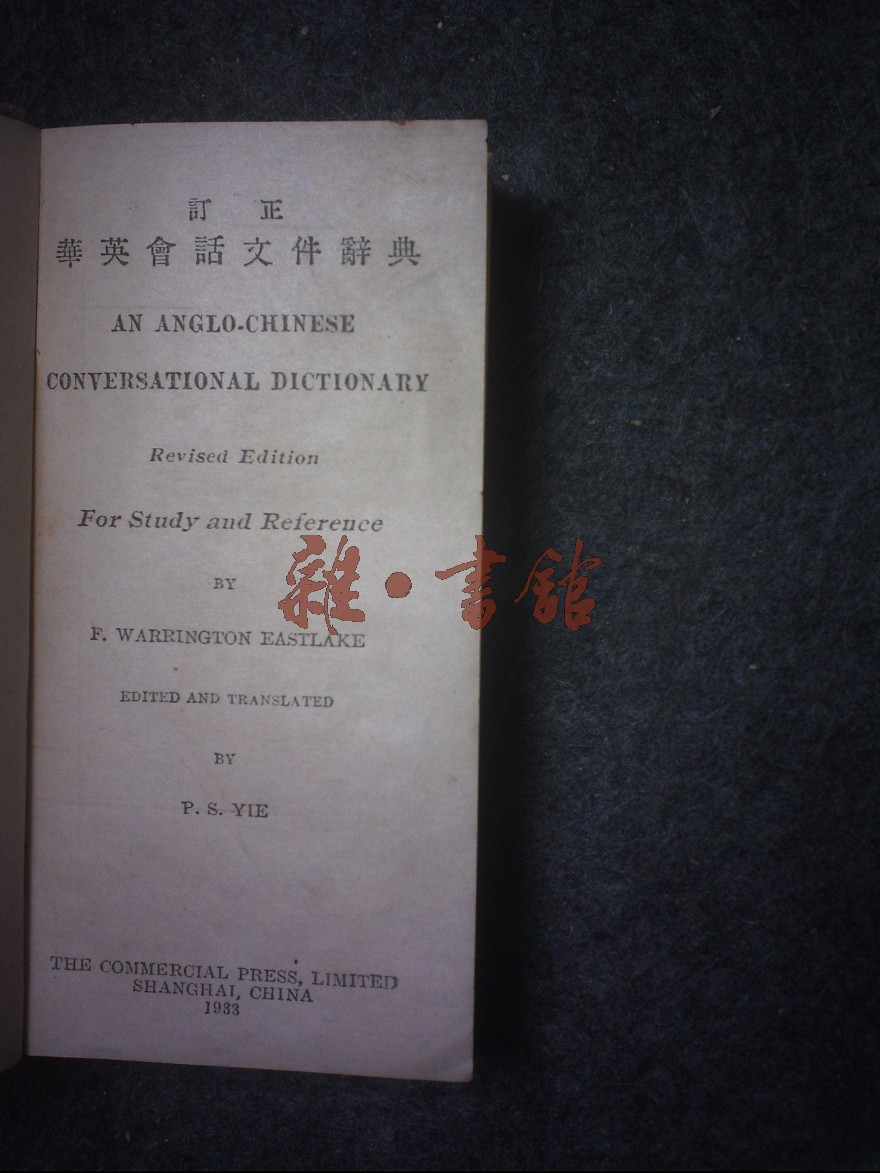 訂正
華英會話文件辭典
AN ANGLO-CHINESE
CONVERSATIONAL DICTIONARY
Revised Edition
For Study and Reference
BY
F. WARRINGTON EASTLAKE
EDITED AND TRANSLATED
BY
P. S. YIE
THE COMMERCIAL PRESS, LIMITED
SHANGHAI, CHINA
1933
雜·書館